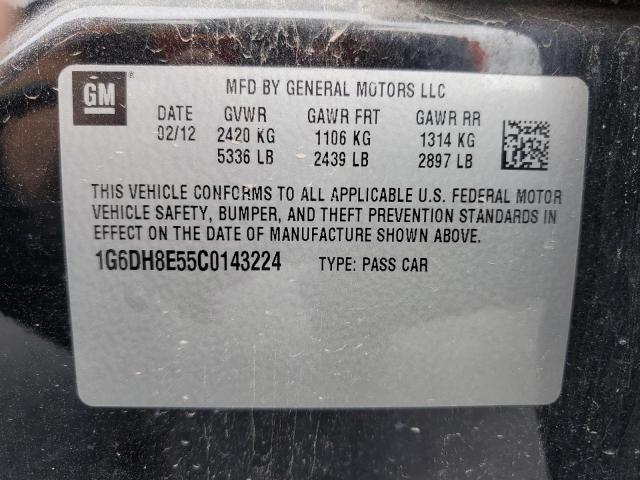 GM ®
MFD BY GENERAL MOTORS LLC
DATE GVWR GAWR FRT GAWR RR
02/12 2420 KG 1106 KG 1314 KG
5336 LB 2439 LB 2897 LB
THIS VEHICLE CONFORMS TO ALL APPLICABLE U.S. FEDERAL MOTOR
VEHICLE SAFETY, BUMPER, AND THEFT PREVENTION STANDARDS IN
EFFECT ON THE DATE OF MANUFACTURE SHOWN ABOVE.
1G6DH8E55C0143224 TYPE: PASS CAR